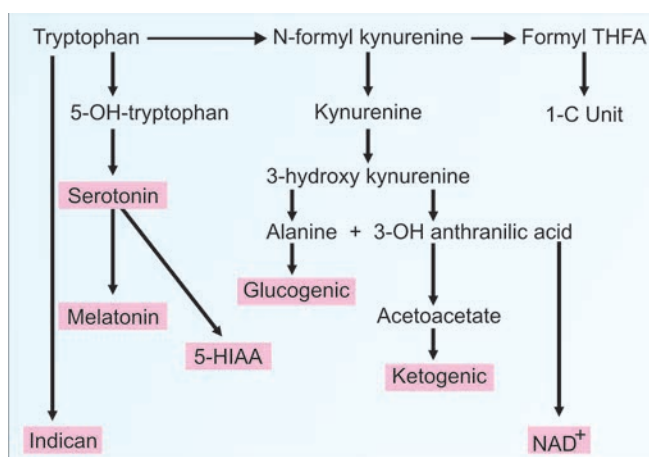 Tryptophan N-formyl kynurenine Formyl THFA
5-OH-tryptophan Kynurenine 1-C Unit
3-hydroxy kynurenine
Serotonin
Alanine + 3-OH anthranilic acid
Glucogenic
Melatonin Acetoacetate
5-HIAA
Ketogenic
Indican NAD+